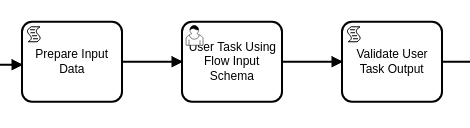 Prepare Input
Data
User Task Using
Flow Input
Schema
Validate User
Task Output